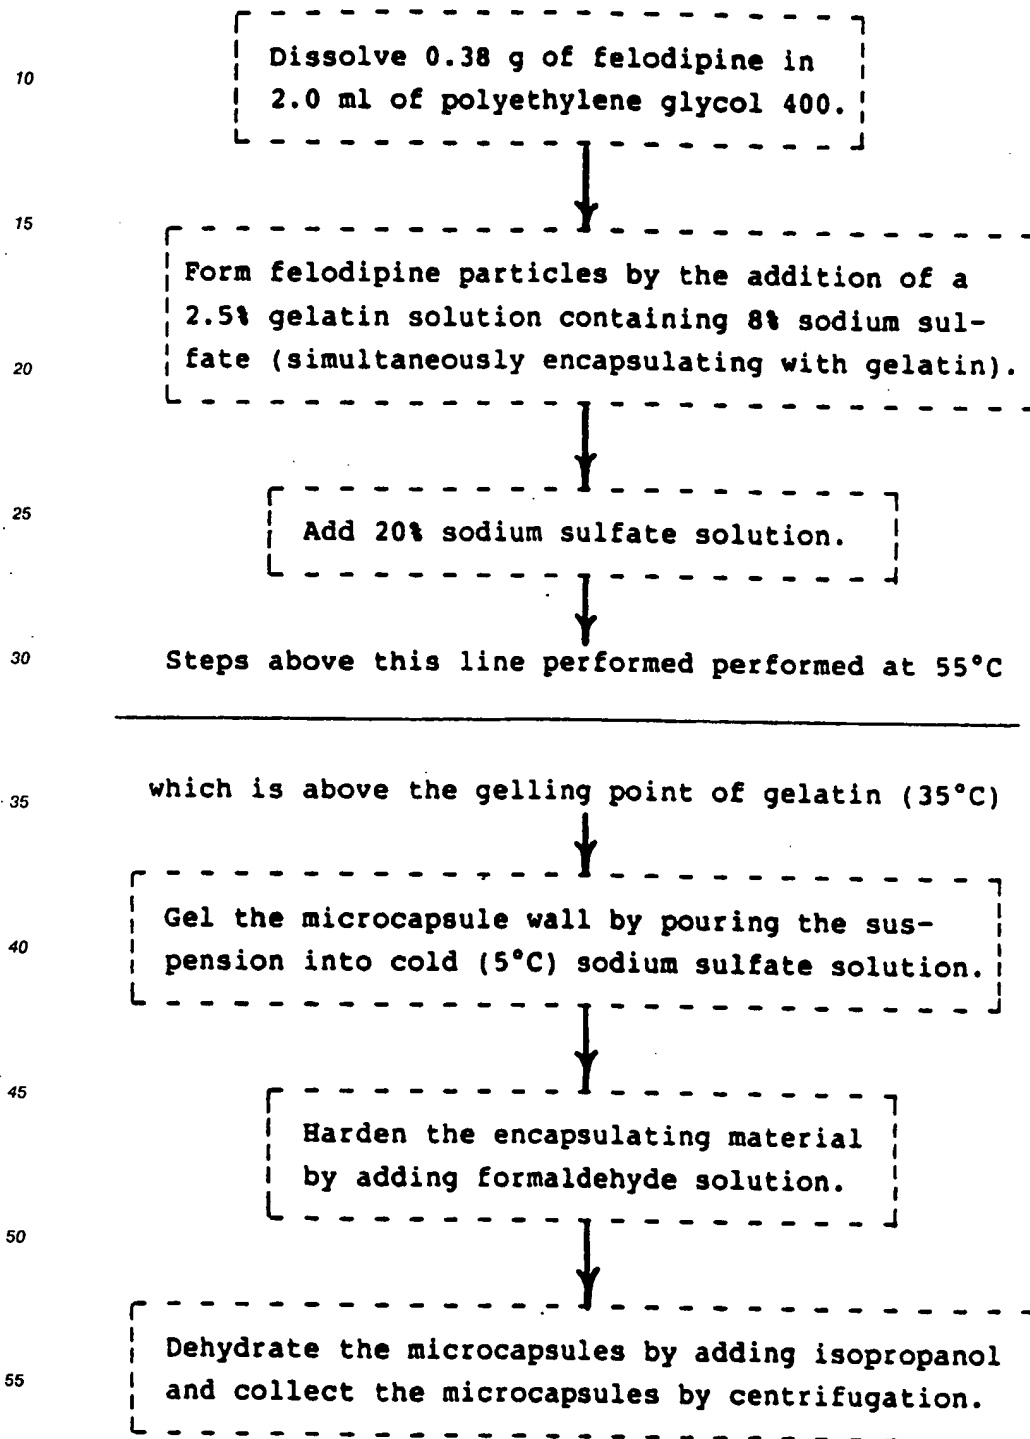 10
Dissolve 0.38 g of felodipine in
2.0 ml of polyethylene glycol 400.
15
Form felodipine particles by the addition of a
2.5% gelatin solution containing 8% sodium sul-
20
fate (simultaneously encapsulating with gelatin).
25
Add 20% sodium sulfate solution.
30
Steps above this line performed performed at 55°C
35
which is above the gelling point of gelatin (35°C)
Gel the microcapsule wall by pouring the sus-
40
pension into cold (5°C) sodium sulfate solution.
45
Harden the encapsulating material
by adding formaldehyde solution.
50
Dehydrate the microcapsules by adding isopropanol
55
and collect the microcapsules by centrifugation.